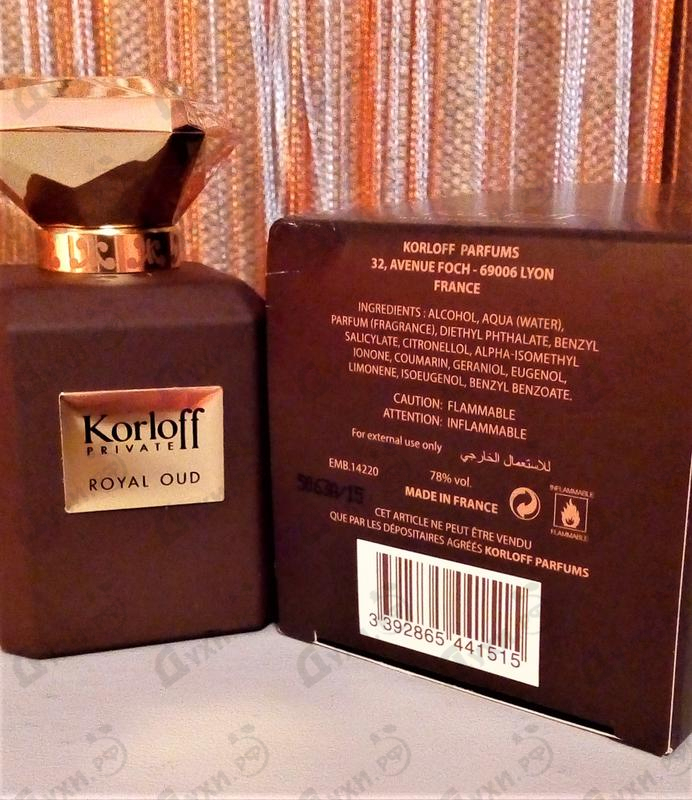 Korloff
PRIVATE
ROYAL OUD
KORLOFF PARFUMS
32, AVENUE FOCH - 69006 LYON
FRANCE
INGREDIENTS : ALCOHOL, AQUA (WATER),
PARFUM (FRAGRANCE), DIETHYL PHTHALATE, BENZYL
SALICYLATE, CITRONELLOL, ALPHA-ISOMETHYL
IONONE, COUMARIN, GERANIOL, EUGENOL,
LIMONENE, ISOEUGENOL, BENZYL BENZOATE.
CAUTION: FLAMMABLE
ATTENTION: INFLAMMABLE
For external use only للاستعمال الخارجي
EMB.14220 78% vol.
MADE IN FRANCE
INFLAMMABLE
FLAMMABLE
CET ARTICLE NE PEUT ÊTRE VENDU
QUE PAR LES DÉPOSITAIRES AGRÉÉS KORLOFF PARFUMS
3 392865 441515
Духи.рф